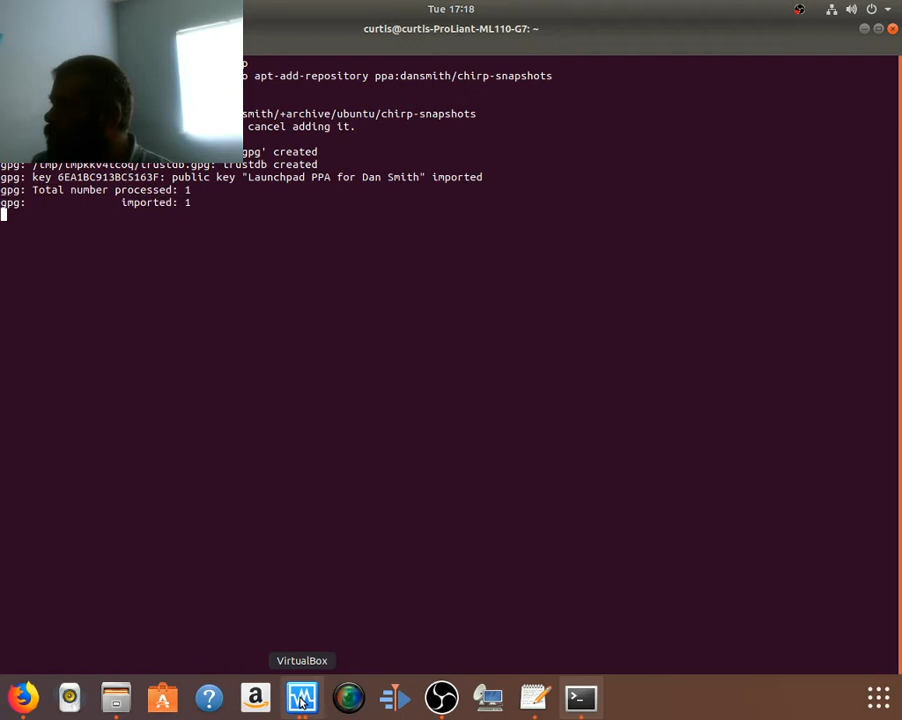 Tue 17:18
curtis@curtis-ProLiant-ML110-G7: ~
apt-add-repository ppa:dansmith/chirp-snapshots
smith/+archive/ubuntu/chirp-snapshots
cancel adding it.
gpg' created
gpg: trustdb created
gpg: key 6EA1BC913BC5163F: public key "Launchpad PPA for Dan Smith" imported
gpg: Total number processed: 1
gpg: imported: 1
VirtualBox